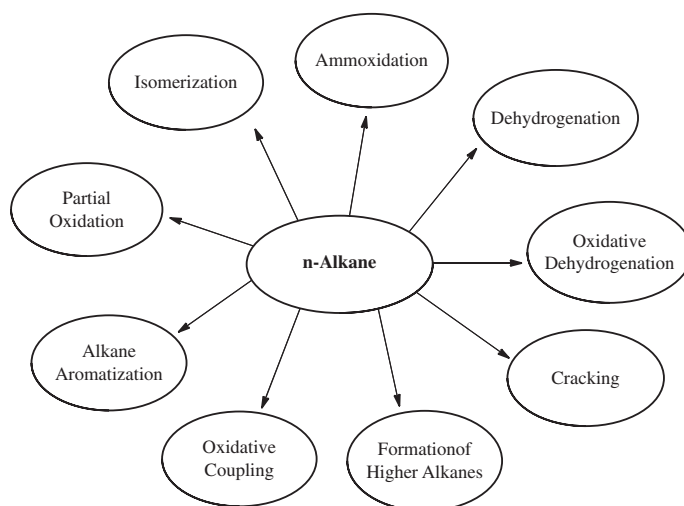 Ammoxidation
Isomerization
Dehydrogenation
Partial
Oxidation
n-Alkane
Oxidative
Dehydrogenation
Alkane
Aromatization
Cracking
Oxidative
Coupling
Formationof
Higher Alkanes